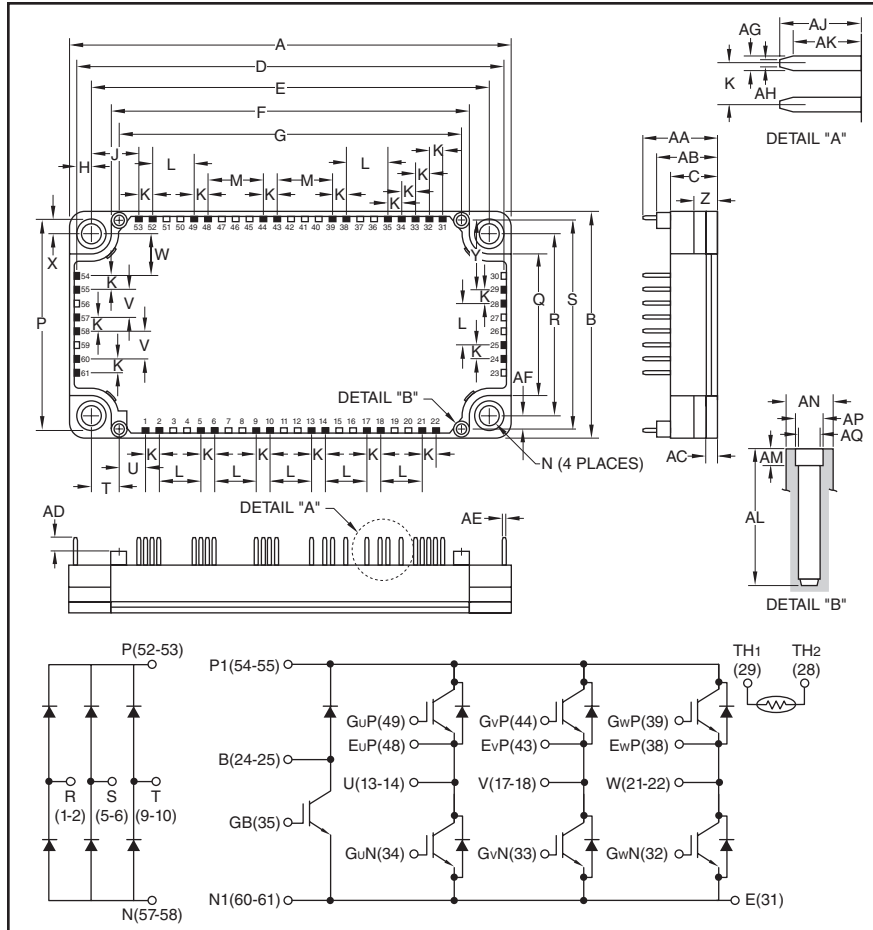 A
D
E
F
G
H
J
L
M
M
L
K
K
K
K
K
K
K
53 52 51 50 49 48 47 46 45 44 43 42 41 40 39 38 37 36 35 34 33 32 31
X
W
Y
P
54
55
56
57
58
59
60
61
K
V
K
V
K
30
29
28
27
26
25
24
23
K
L
K
Q
R
S
B
AF
DETAIL "B"
N (4 PLACES)
1 2 3 4 5 6 7 8 9 10 11 12 13 14 15 16 17 18 19 20 21 22
K
K
K
K
K
K
L
L
L
L
L
U
T
AG
AJ
AK
K
AH
DETAIL "A"
AA
AB
C
Z
AC
AN
AP
AQ
AM
AL
DETAIL "B"
DETAIL "A"
AD
AE
P(52-53)
R
(1-2)
S
(5-6)
T
(9-10)
N(57-58)
P1(54-55)
B(24-25)
GB(35)
N1(60-61)
GUP(49)
EUP(48)
U(13-14)
GUN(34)
GVP(44)
EVP(43)
V(17-18)
GVN(33)
GWP(39)
EWP(38)
W(21-22)
GWN(32)
E(31)
TH1
(29)
TH2
(28)